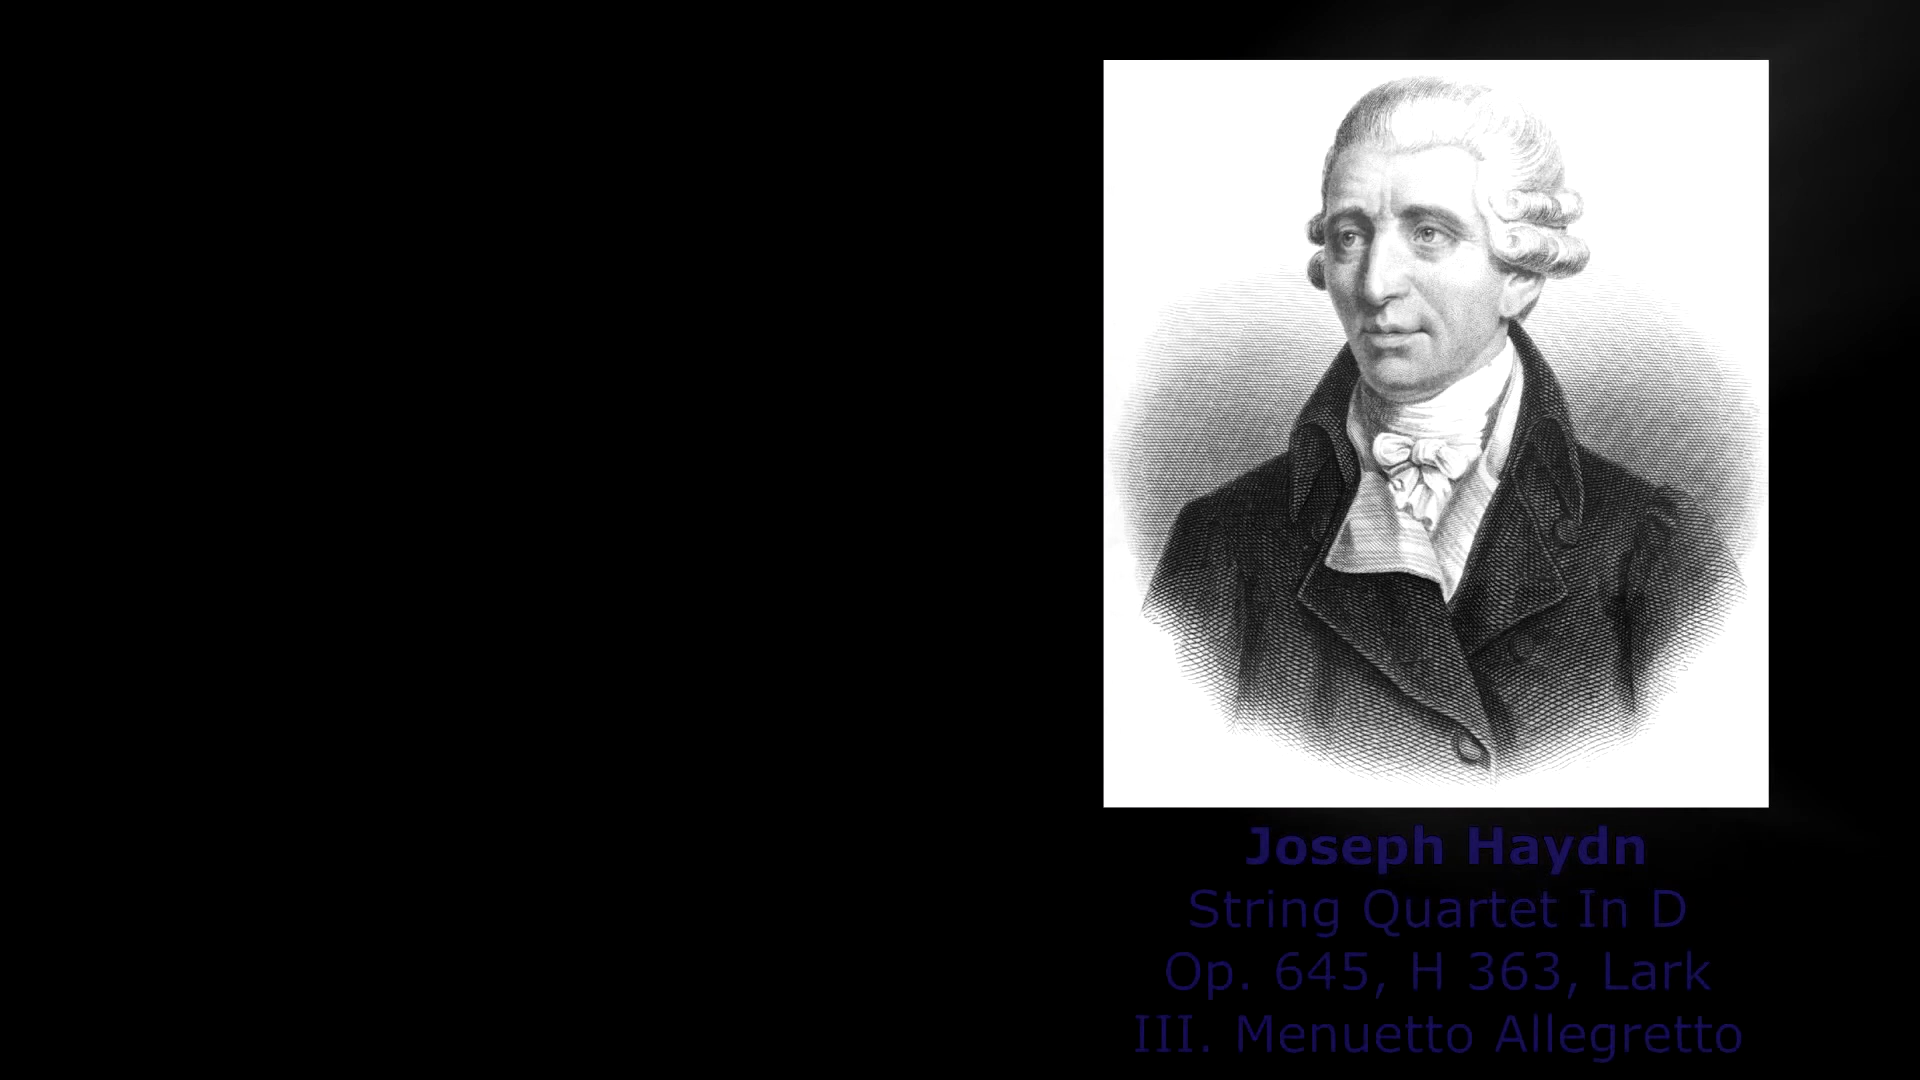 Joseph Haydn
String Quartet In D
Op. 645, H 363, Lark
III. Menuetto Allegretto